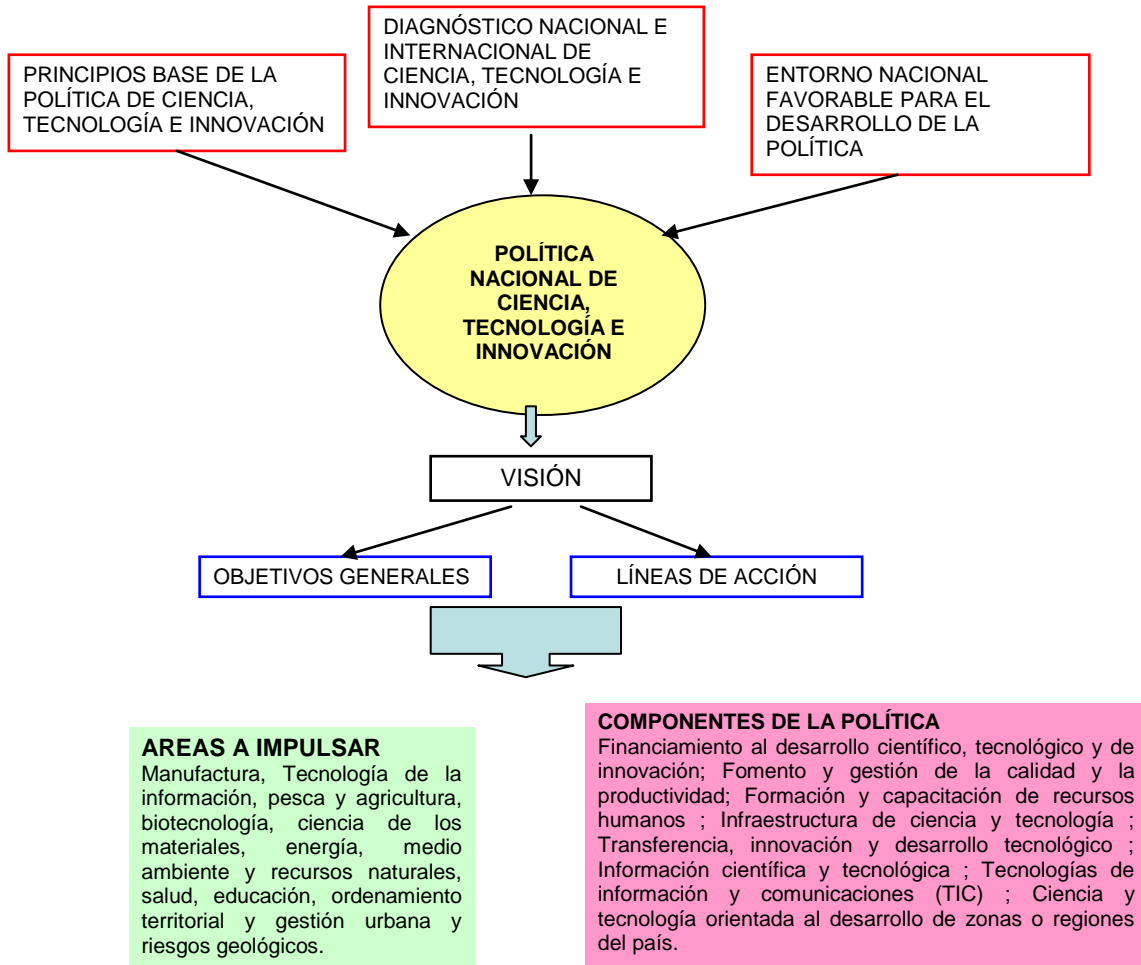 PRINCIPIOS BASE DE LA
POLÍTICA DE CIENCIA,
TECNOLOGÍA E INNOVACIÓN
DIAGNÓSTICO NACIONAL E
INTERNACIONAL DE
CIENCIA, TECNOLOGÍA E
INNOVACIÓN
ENTORNO NACIONAL
FAVORABLE PARA EL
DESARROLLO DE LA
POLÍTICA
POLÍTICA
NACIONAL DE
CIENCIA,
TECNOLOGÍA E
INNOVACIÓN
VISIÓN
OBJETIVOS GENERALES
LÍNEAS DE ACCIÓN
AREAS A IMPULSAR
Manufactura, Tecnología de la
información, pesca y agricultura,
biotecnología, ciencia de los
materiales, energía, medio
ambiente y recursos naturales,
salud, educación, ordenamiento
territorial y gestión urbana y
riesgos geológicos.
COMPONENTES DE LA POLÍTICA
Financiamiento al desarrollo científico, tecnológico y de
innovación; Fomento y gestión de la calidad y la
productividad; Formación y capacitación de recursos
humanos ; Infraestructura de ciencia y tecnología ;
Transferencia, innovación y desarrollo tecnológico ;
Información científica y tecnológica ; Tecnologías de
información y comunicaciones (TIC) ; Ciencia y
tecnología orientada al desarrollo de zonas o regiones
del país.